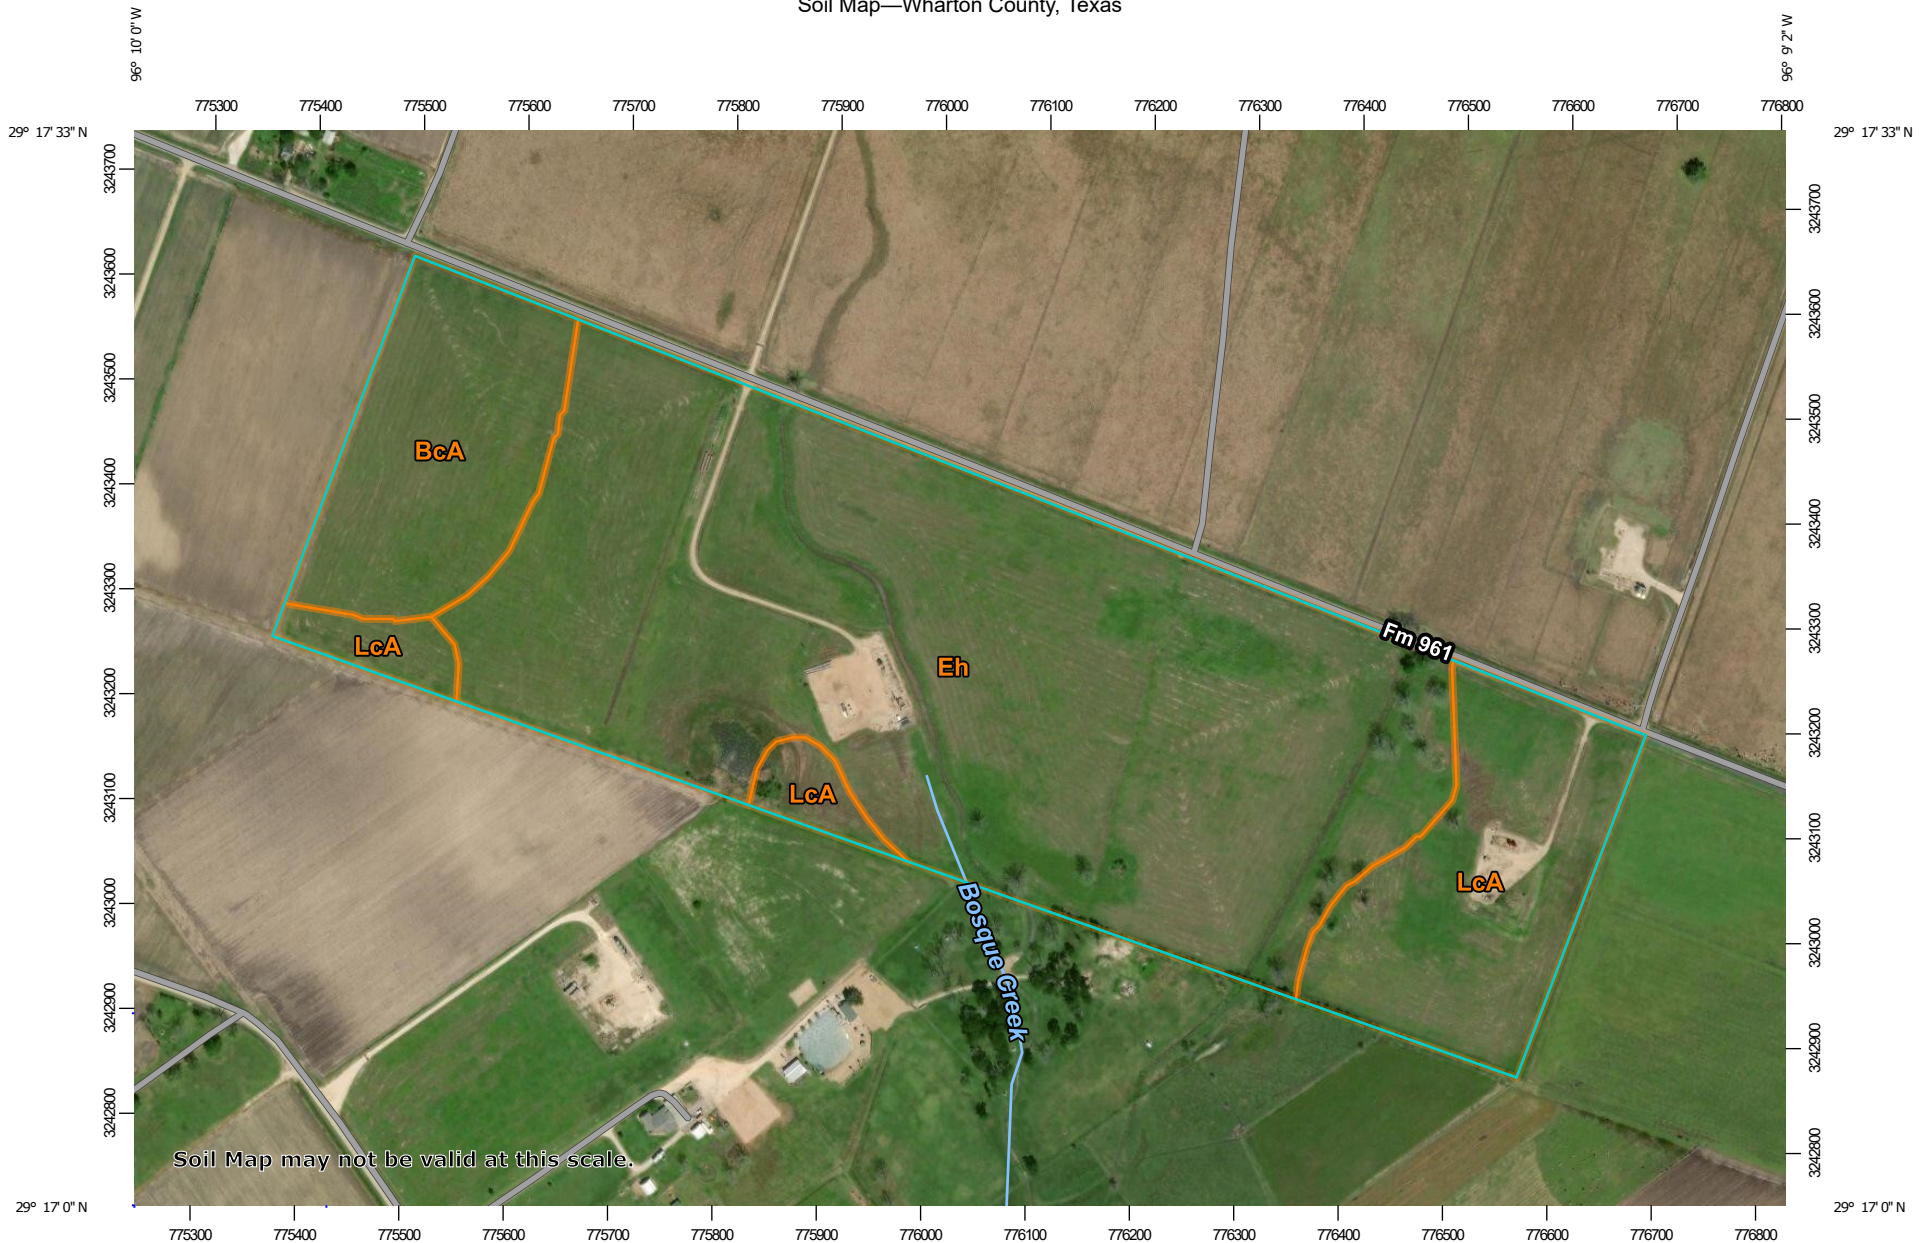 Soil Map—Wharton County, Texas
96° 10' 0" W
96° 9' 2" W
775300 775400 775500 775600 775700 775800 775900 776000 776100 776200 776300 776400 776500 776600 776700 776800
29° 17' 33" N
29° 17' 33" N
3243700
3243600
3243500
3243400
3243300
3243200
3243100
3243000
3242900
3242800
3243700
3243600
3243500
3243400
3243300
3243200
3243100
3243000
3242900
3242800
BcA
LcA
Eh
Fm 961
LcA
LcA
Bosque Creek
Soil Map may not be valid at this scale.
29° 17' 0" N
29° 17' 0" N
775300 775400 775500 775600 775700 775800 775900 776000 776100 776200 776300 776400 776500 776600 776700 776800